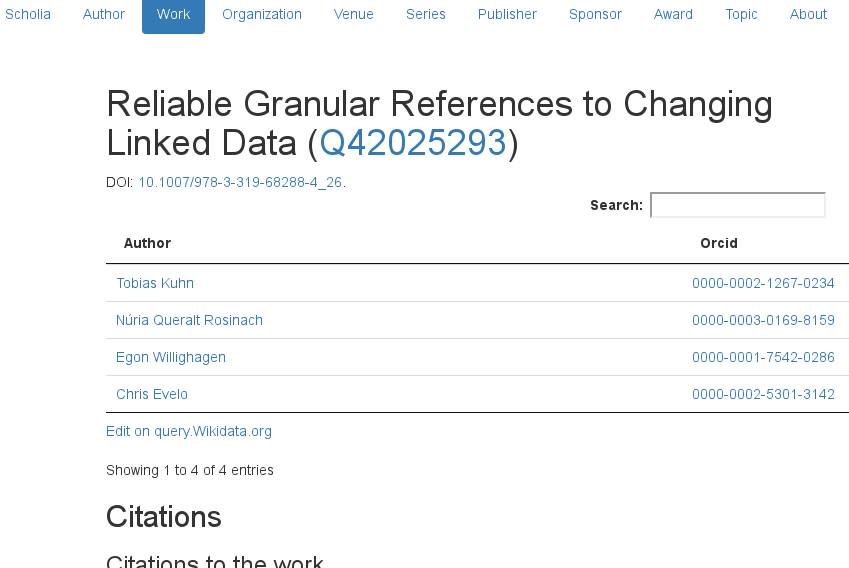 Scholia Author Work Organization Venue Series Publisher Sponsor Award Topic About
Reliable Granular References to Changing
Linked Data (Q42025293)
DOI: 10.1007/978-3-319-68288-4_26.
Search:
Author Orcid
Tobias Kuhn 0000-0002-1267-0234
Núria Queralt Rosinach 0000-0003-0169-8159
Egon Willighagen 0000-0001-7542-0286
Chris Evelo 0000-0002-5301-3142
Edit on query.Wikidata.org
Showing 1 to 4 of 4 entries
Citations
Citations to the work